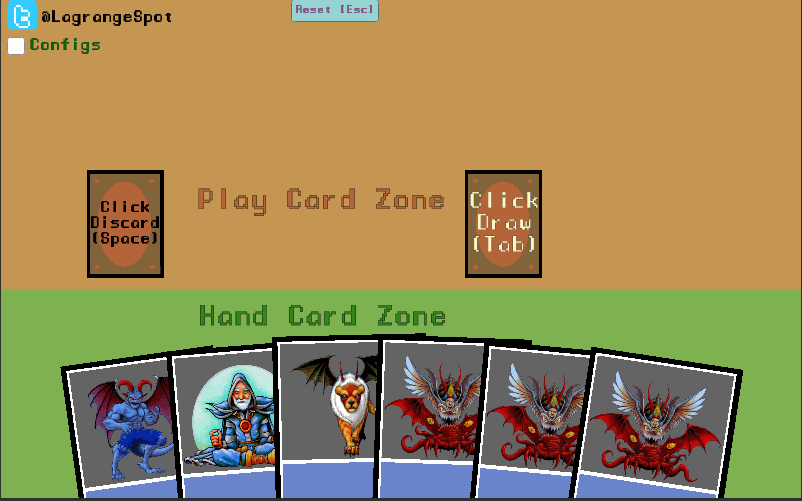 @LagrangeSpot
Reset [Esc]
Configs
Click
Discard
(Space)
Play Card Zone
Click
Draw
(Tab)
Hand Card Zone